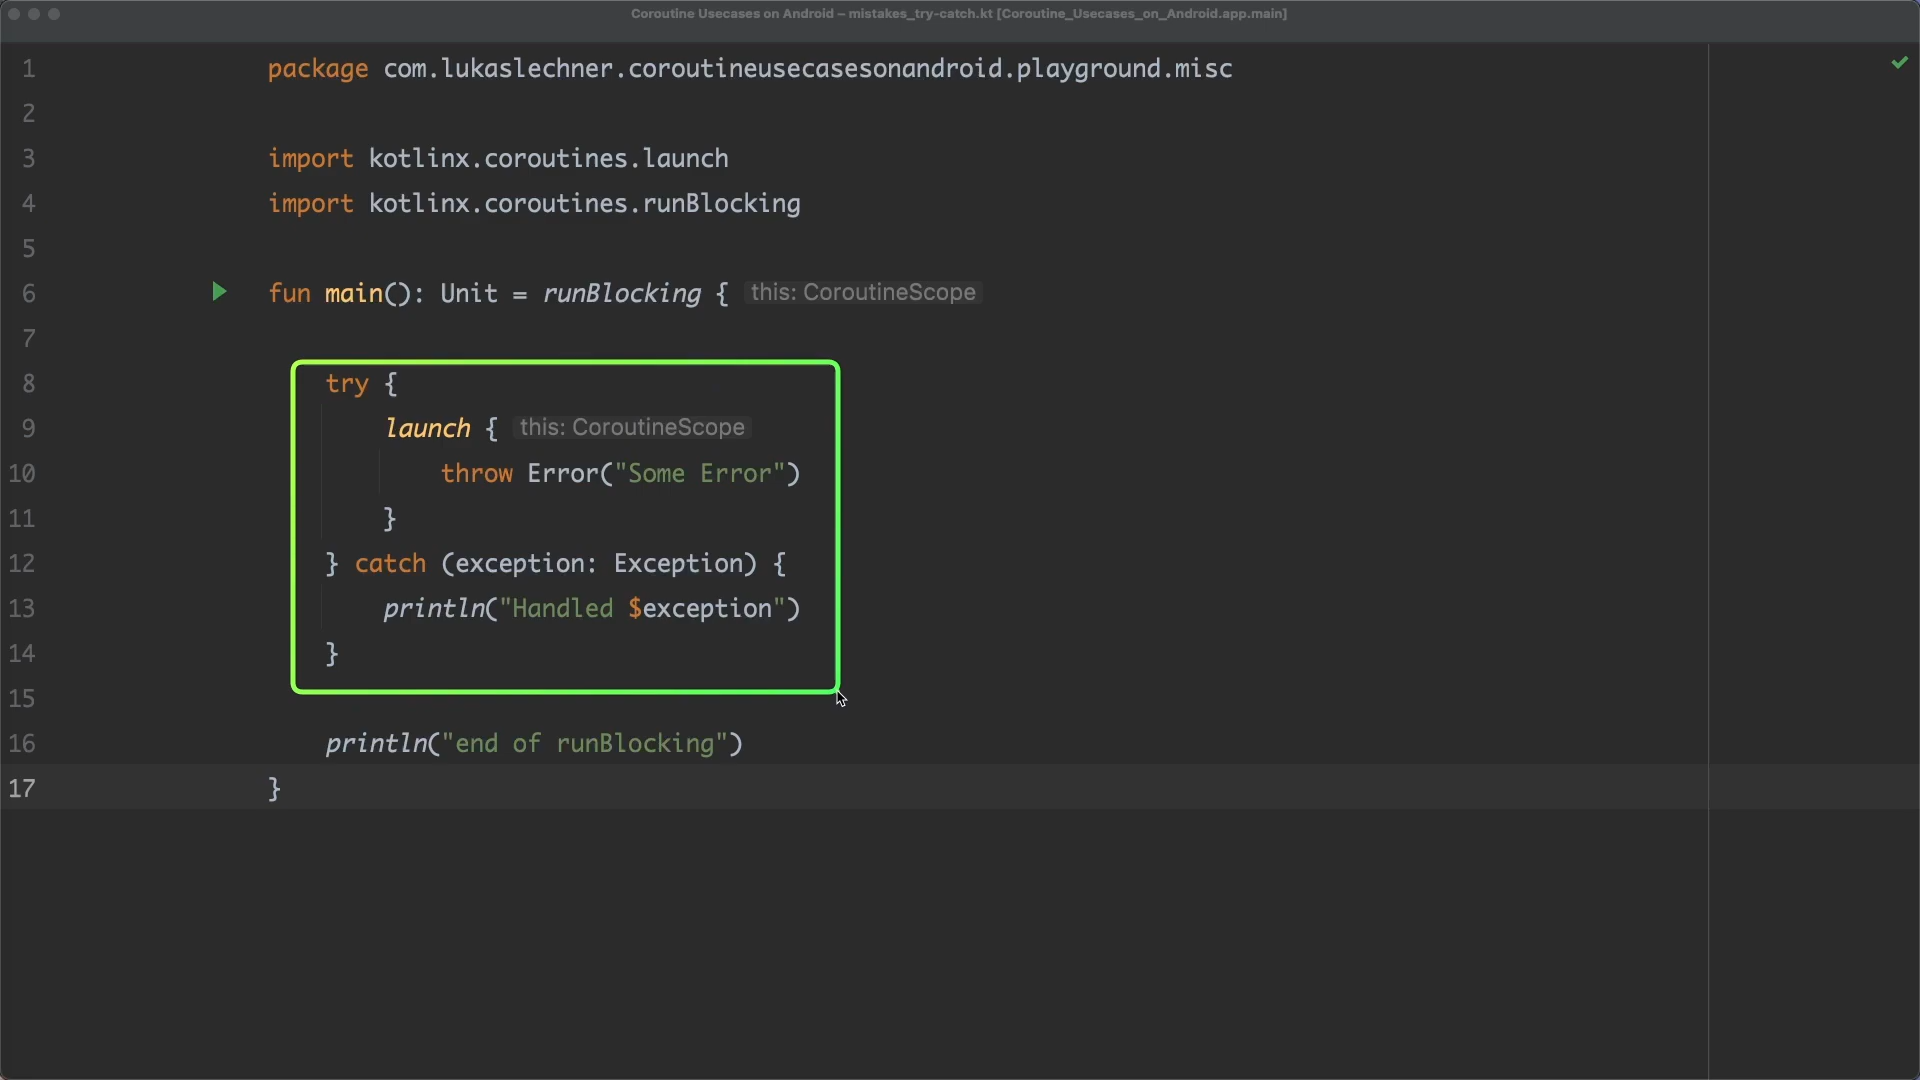 Coroutine Usecases on Android – mistakes_try-catch.kt [Coroutine_Usecases_on_Android.app.main]
1 package com.lukaslechner.coroutineusecasesonandroid.playground.misc
2
3 import kotlinx.coroutines.launch
4 import kotlinx.coroutines.runBlocking
5
6 fun main(): Unit = runBlocking { this: CoroutineScope
7
8 try {
9 launch { this: CoroutineScope
10 throw Error("Some Error")
11 }
12 } catch (exception: Exception) {
13 println("Handled $exception")
14 }
15
16 println("end of runBlocking")
17 }